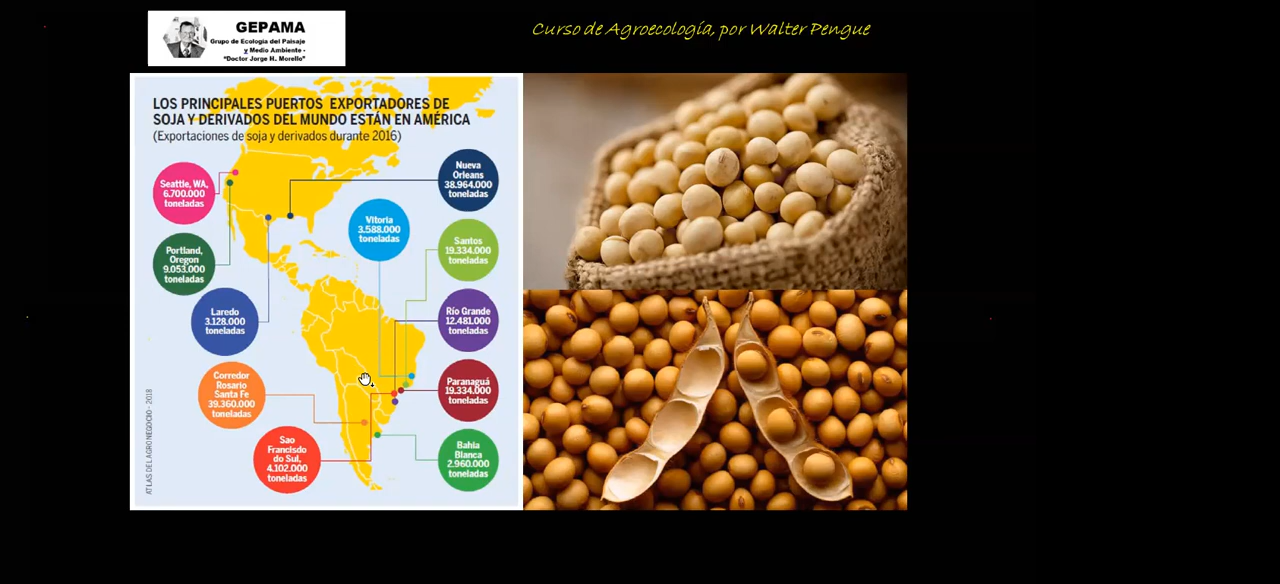 GEPAMA
Grupo de Ecología del Paisaje
y Medio Ambiente -
"Doctor Jorge H. Morello"
Curso de Agroecología, por Walter Pengue
LOS PRINCIPALES PUERTOS EXPORTADORES DE
SOJA Y DERIVADOS DEL MUNDO ESTÁN EN AMÉRICA
(Exportaciones de soja y derivados durante 2016)
Seattle, WA,
6.700.000
toneladas
Nueva
Orleans
38.964.000
toneladas
Vitoria
3.588.000
toneladas
Portland,
Oregon
9.053.000
toneladas
Santos
19.334.000
toneladas
Laredo
3.128.000
toneladas
Río Grande
12.481.000
toneladas
Corredor
Rosario
Santa Fe
39.360.000
toneladas
Paranaguá
19.334.000
toneladas
Sao
Francisdo
do Sul,
4.102.000
toneladas
Bahía
Blanca
2.960.000
toneladas
ATLAS DEL AGRONEGOCIO - 2018